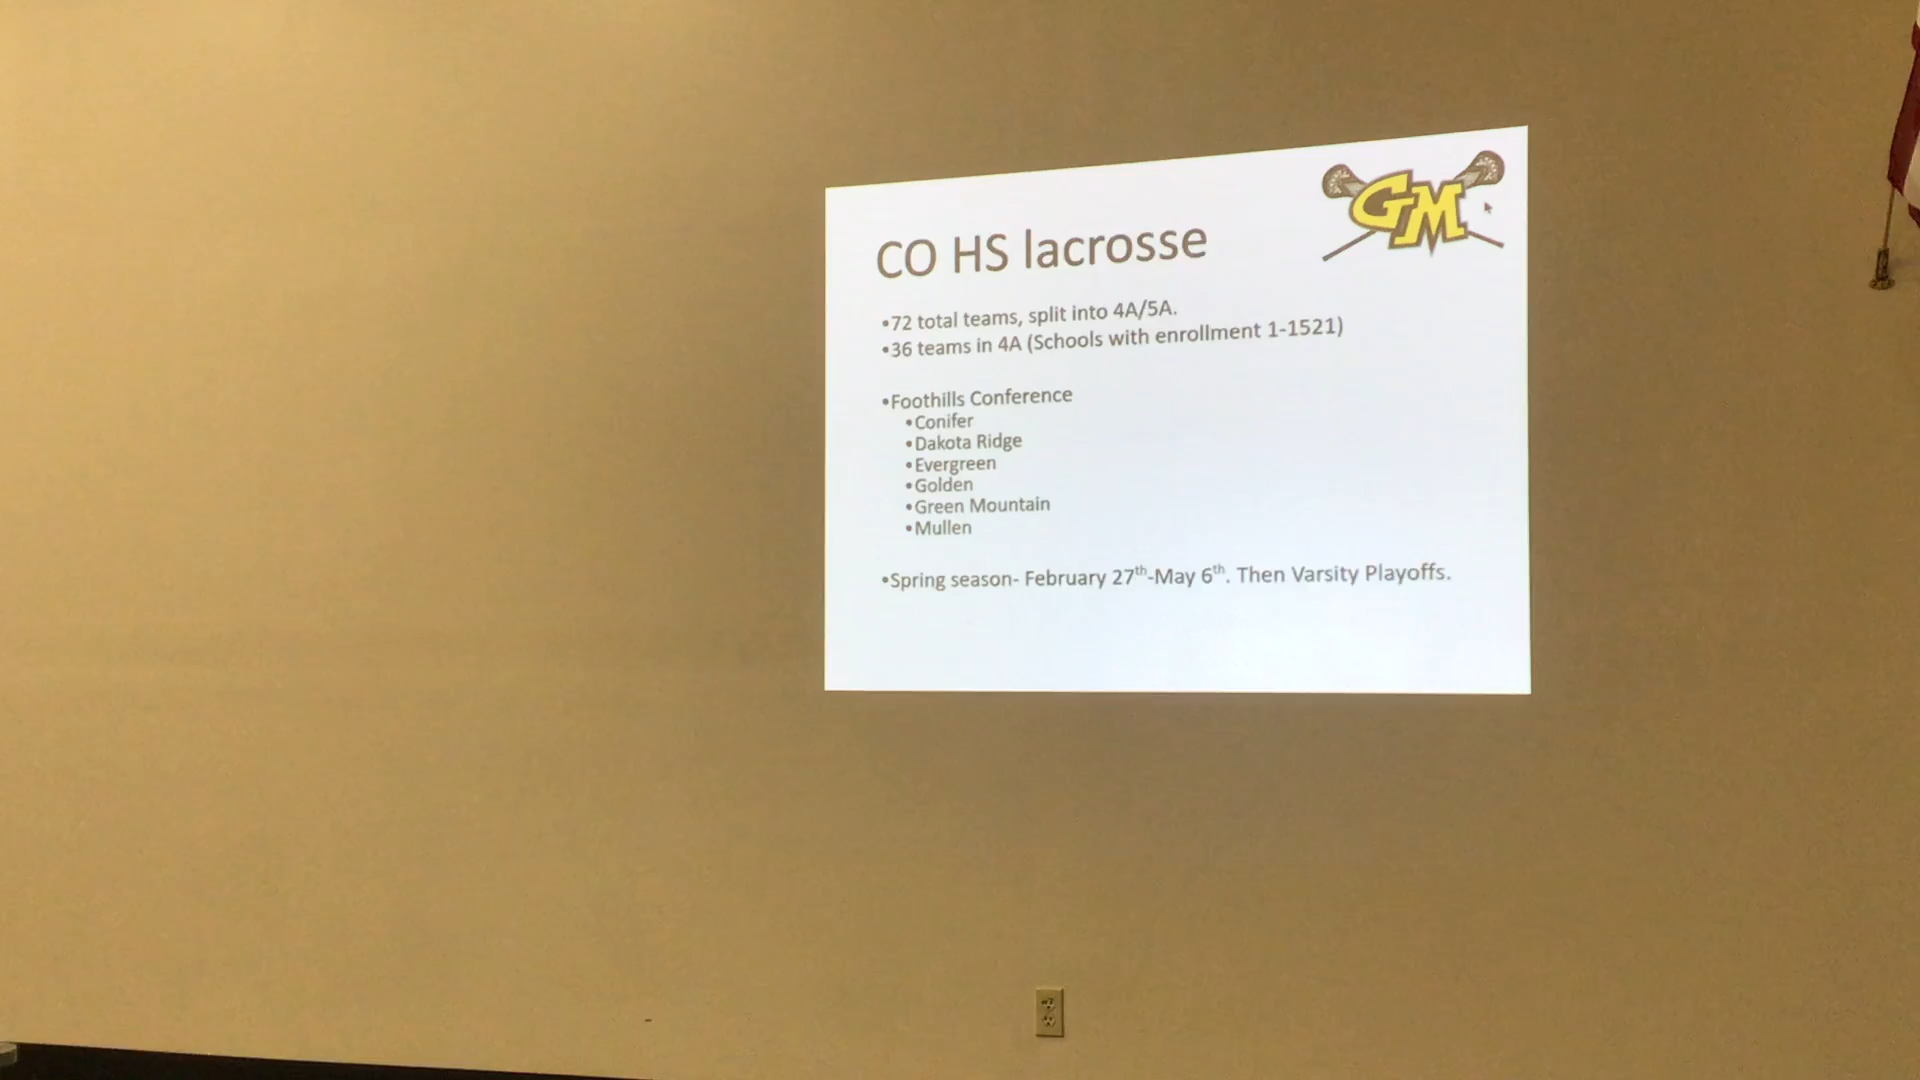 GM
CO HS lacrosse
•72 total teams, split into 4A/5A.
•36 teams in 4A (Schools with enrollment 1-1521)
•Foothills Conference
•Conifer
•Dakota Ridge
•Evergreen
•Golden
•Green Mountain
•Mullen
•Spring season- February 27th-May 6th. Then Varsity Playoffs.